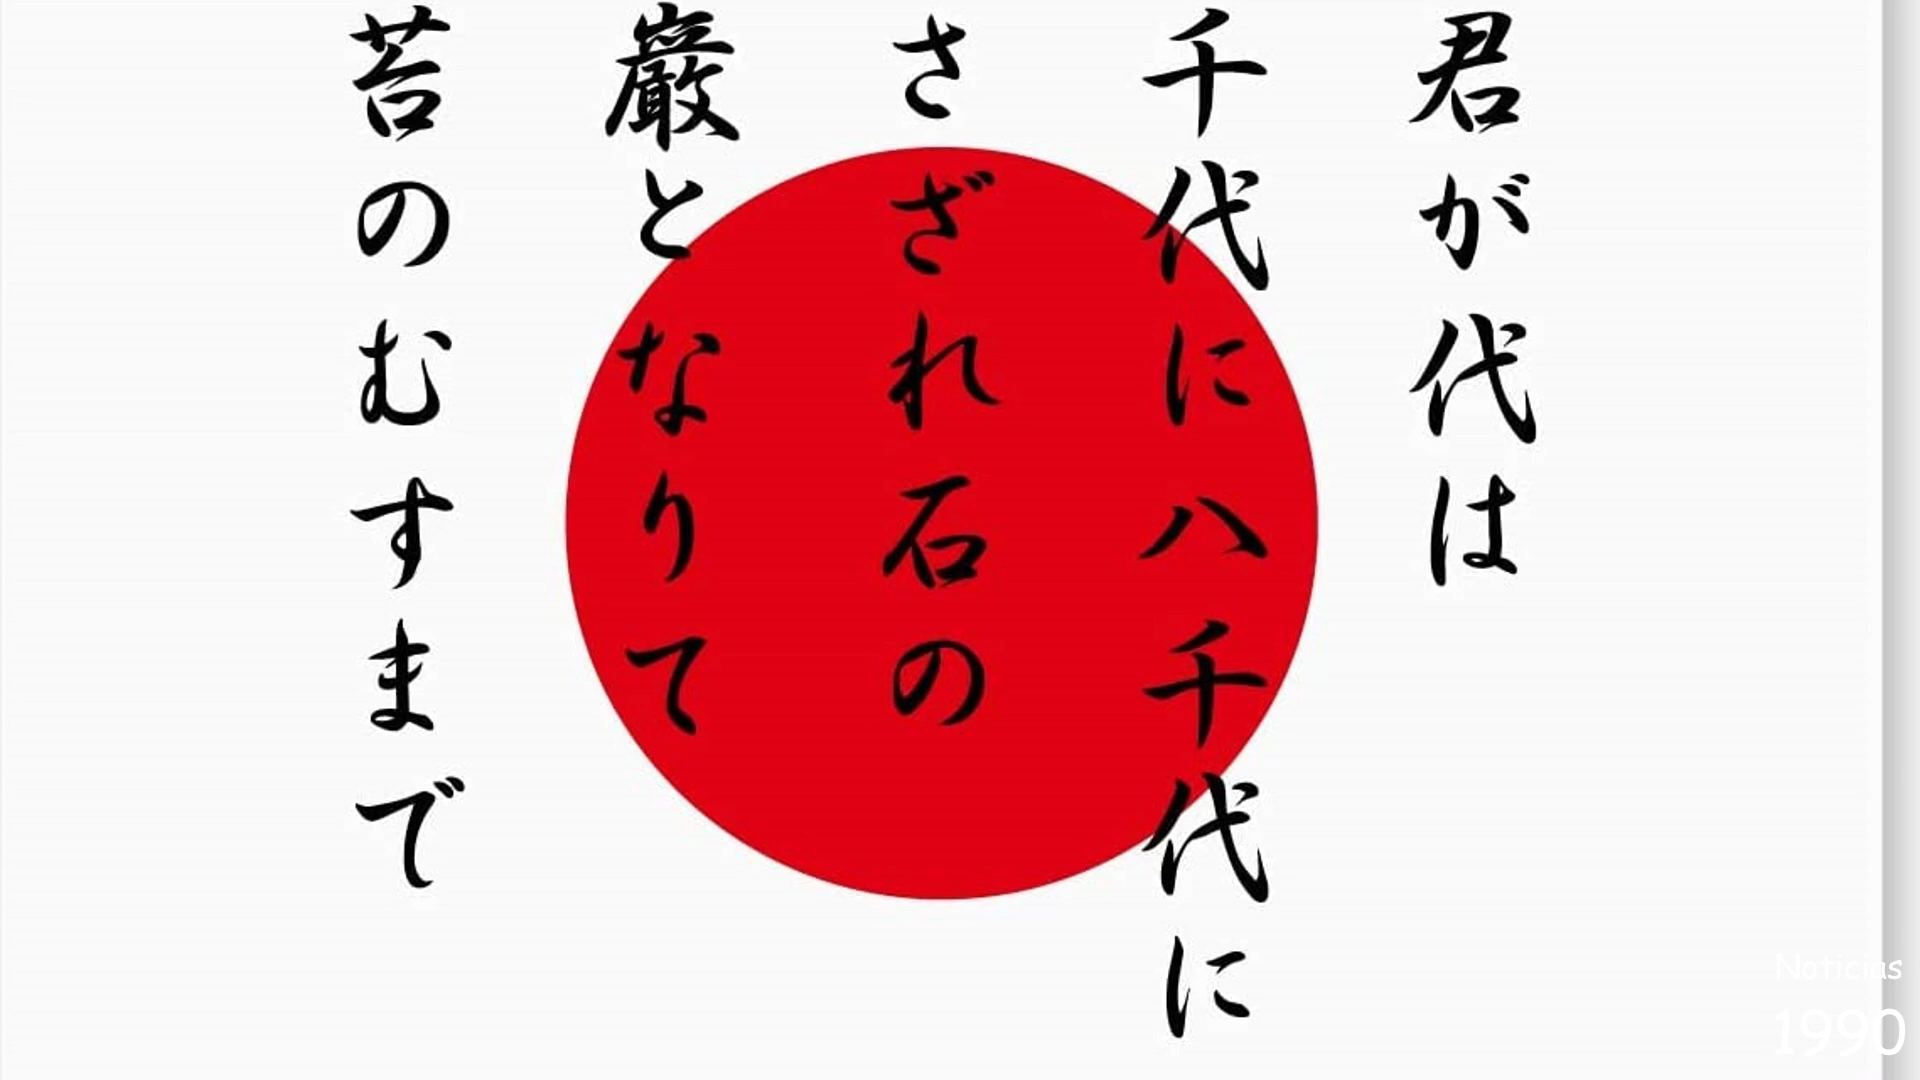 君が代は
千代に八千代に
さざれ石の
巌となりて
苔のむすまで
Noticias
1990